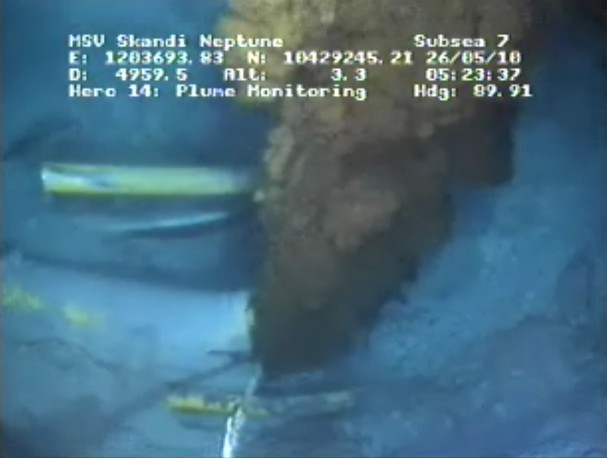 MSV Skandi Neptune Subsea 7
E: 1203693.83 N: 10429245.21 26/05/10
D: 4959.5 Alt: 3.3 05:23:37
Hero 14: Plume Monitoring Hdg: 89.91